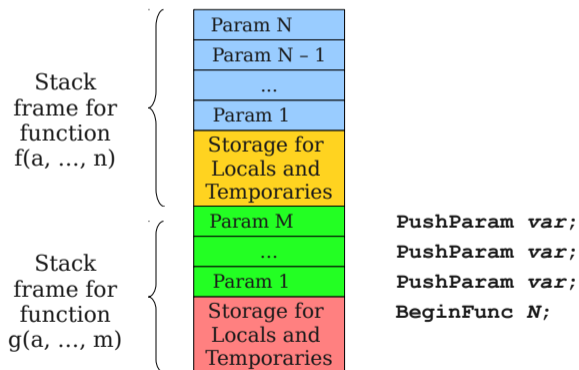 Stack
frame for
function
f(a, …, n)
Param N
Param N – 1
...
Param 1
Storage for
Locals and
Temporaries
Stack
frame for
function
g(a, …, m)
Param M
...
Param 1
Storage for
Locals and
Temporaries
PushParam var;
PushParam var;
PushParam var;
BeginFunc N;